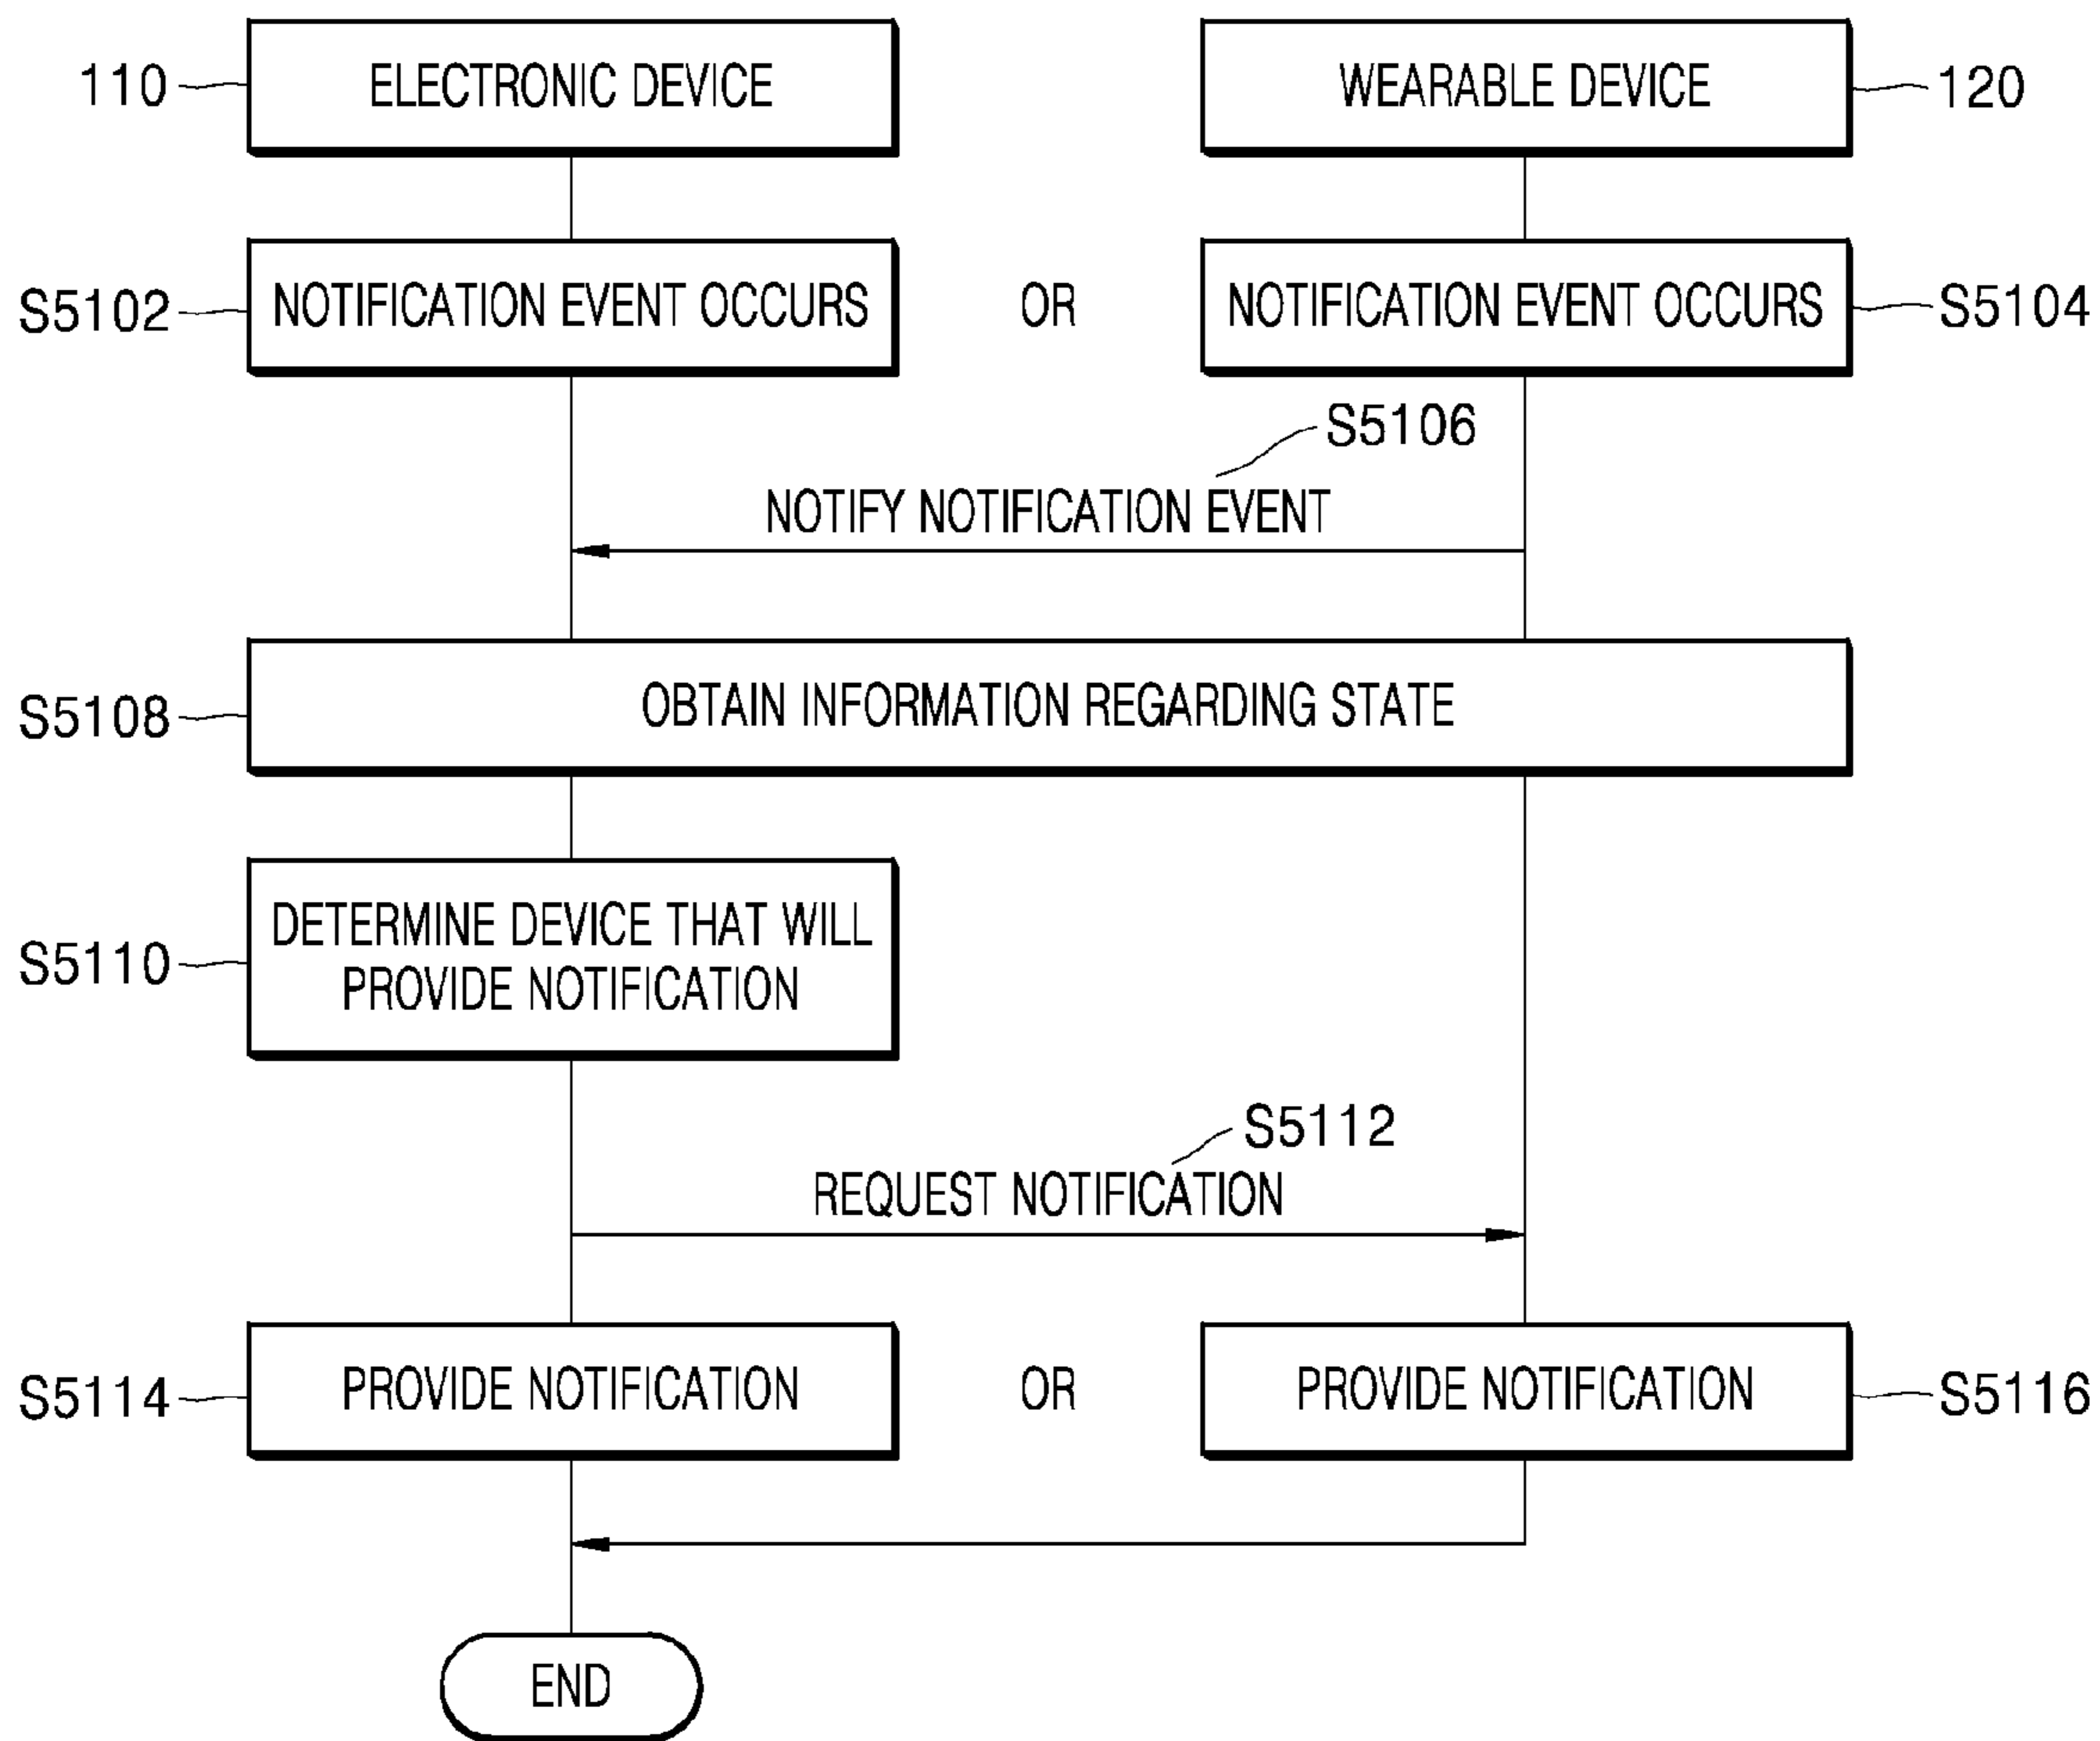 110
ELECTRONIC DEVICE
WEARABLE DEVICE
120
S5102
NOTIFICATION EVENT OCCURS
OR
NOTIFICATION EVENT OCCURS
S5104
S5106
NOTIFY NOTIFICATION EVENT
S5108
OBTAIN INFORMATION REGARDING STATE
S5110
DETERMINE DEVICE THAT WILL
PROVIDE NOTIFICATION
S5112
REQUEST NOTIFICATION
S5114
PROVIDE NOTIFICATION
OR
PROVIDE NOTIFICATION
S5116
END